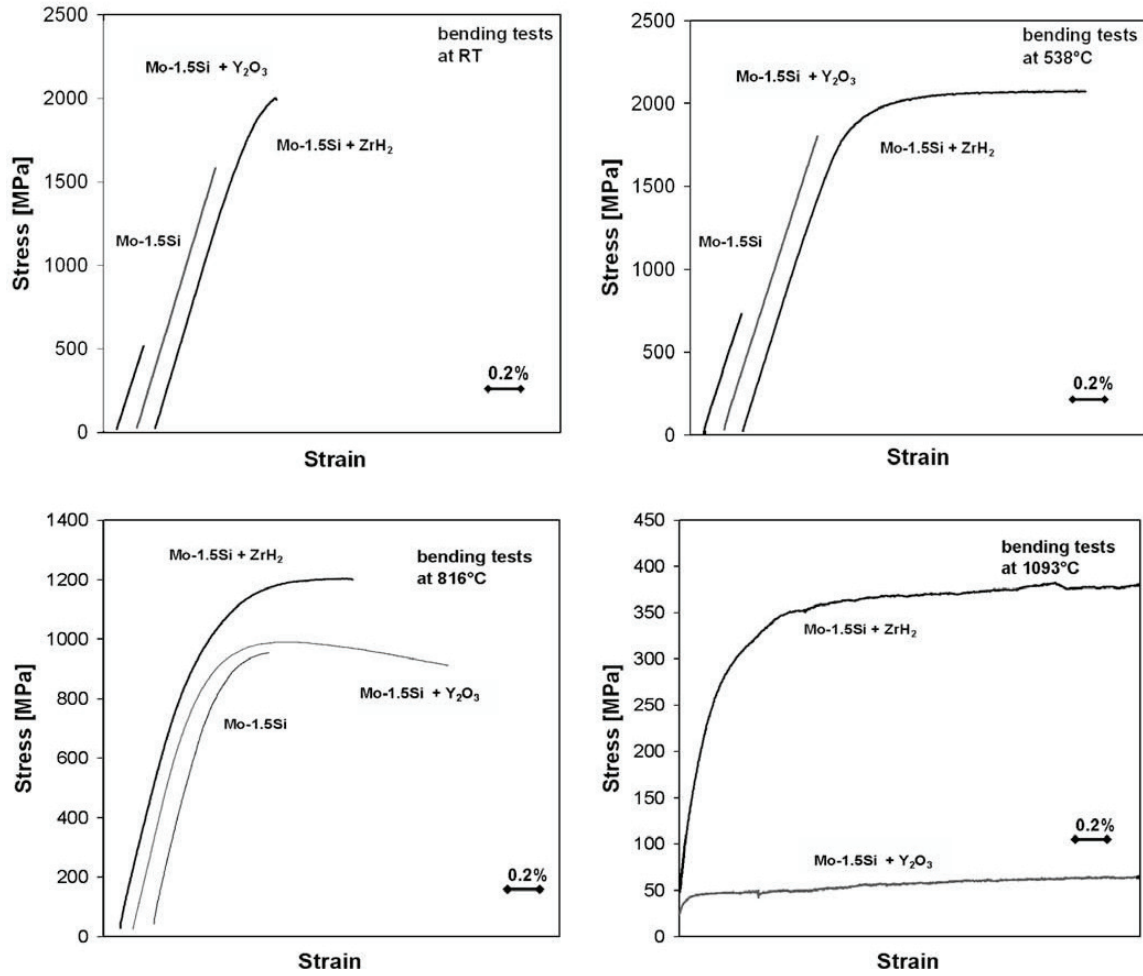 2500
2000
1500
1000
500
0
Stress [MPa]
Strain
bending tests
at RT
Mo-1.5Si + Y₂O₃
Mo-1.5Si + ZrH₂
Mo-1.5Si
0.2%
2500
2000
1500
1000
500
0
Stress [MPa]
Strain
bending tests
at 538°C
Mo-1.5Si + Y₂O₃
Mo-1.5Si + ZrH₂
Mo-1.5Si
0.2%
1400
1200
1000
800
600
400
200
0
Stress [MPa]
Strain
Mo-1.5Si + ZrH₂
bending tests
at 816°C
Mo-1.5Si + Y₂O₃
Mo-1.5Si
0.2%
450
400
350
300
250
200
150
100
50
0
Stress [MPa]
Strain
bending tests
at 1093°C
Mo-1.5Si + ZrH₂
0.2%
Mo-1.5Si + Y₂O₃